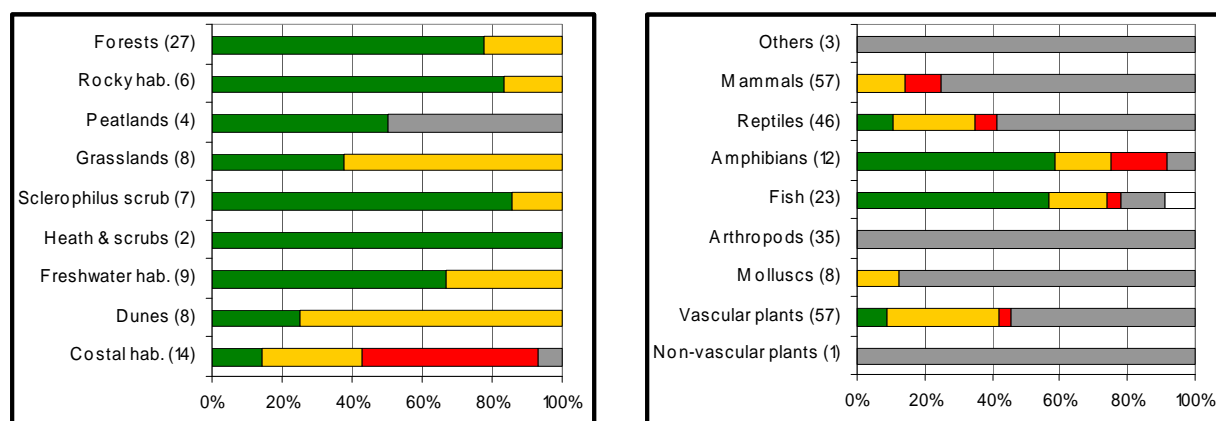 Forests (27)
Rocky hab. (6)
Peatlands (4)
Grasslands (8)
Sclerophilus scrub (7)
Heath & scrubs (2)
Freshwater hab. (9)
Dunes (8)
Costal hab. (14)
0% 20% 40% 60% 80% 100%
Others (3)
Mammals (57)
Reptiles (46)
Amphibians (12)
Fish (23)
Arthropods (35)
Molluscs (8)
Vascular plants (57)
Non-vascular plants (1)
0% 20% 40% 60% 80% 100%